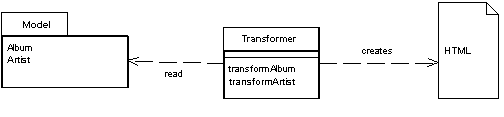 Model
Album
Artist
read
Transformer
transformAlbum
transformArtist
creates
HTML